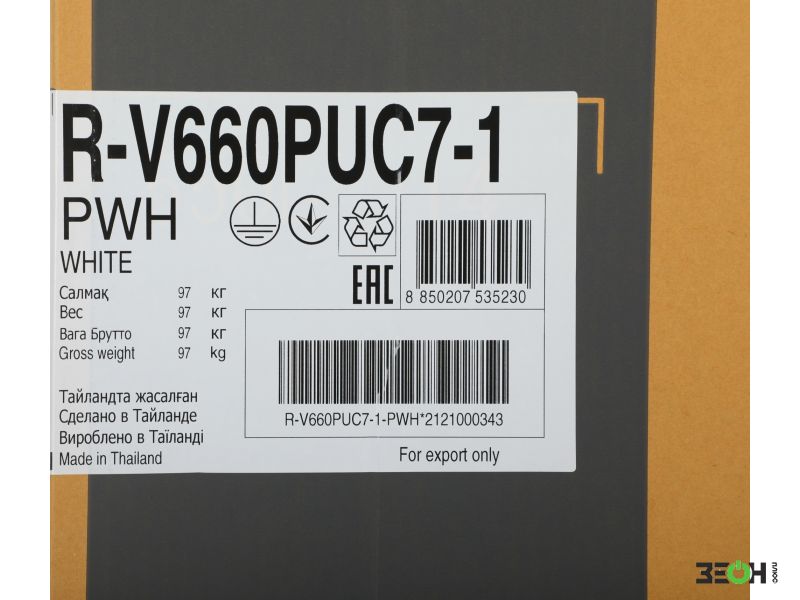 R-V660PUC7-1
PWH
WHITE
EAC
8 850207 535230
Салмақ 97 кг
Вес 97 кг
Вага Брутто 97 кг
Gross weight 97 kg
R-V660PUC7-1-PWH*2121000343
Тайландта жасалған
Сделано в Тайланде
Вироблено в Таїланді
Made in Thailand
For export only
ЗЕОН